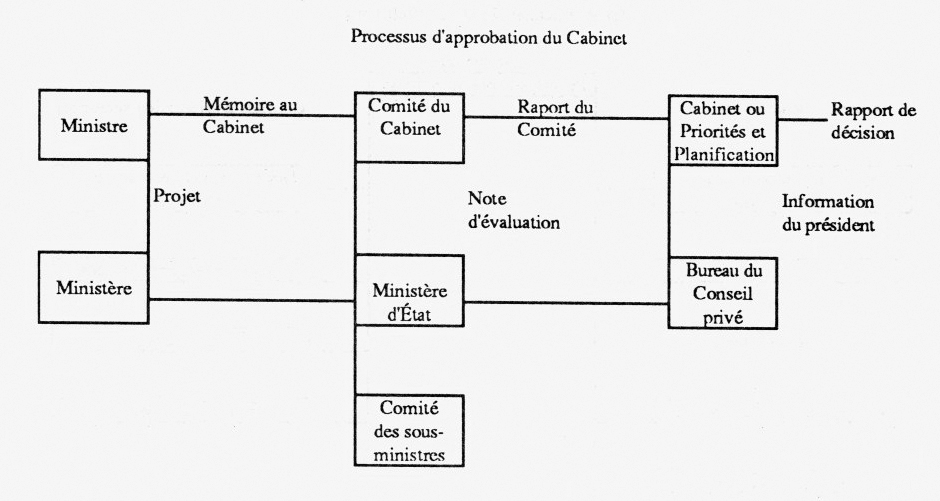 Processus d'approbation du Cabinet
Ministre
Mémoire au
Cabinet
Comité du
Cabinet
Raport du
Comité
Cabinet ou
Priorités et
Planification
Rapport de
décision
Projet
Note
d'évaluation
Information
du président
Ministère
Ministère
d'État
Bureau du
Conseil
privé
Comité
des sous-
ministres